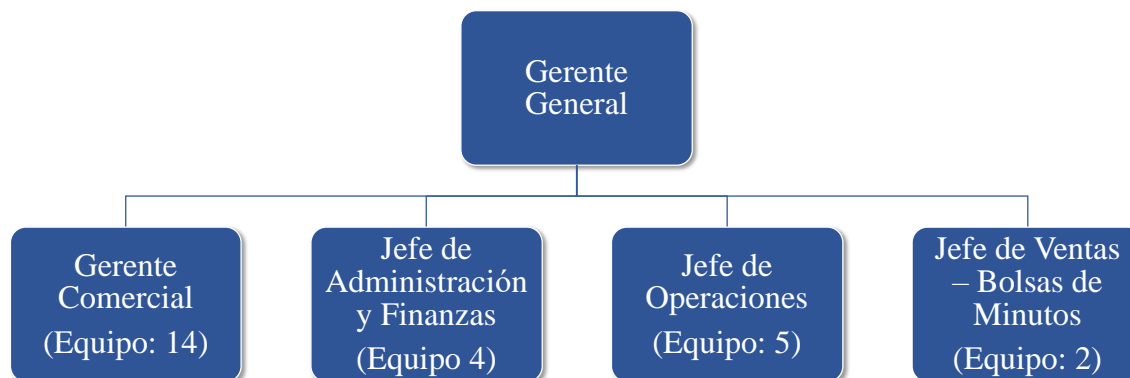 Gerente
General
Gerente
Comercial
(Equipo: 14)
Jefe de
Administración
y Finanzas
(Equipo 4)
Jefe de
Operaciones
(Equipo: 5)
Jefe de Ventas
– Bolsas de
Minutos
(Equipo: 2)